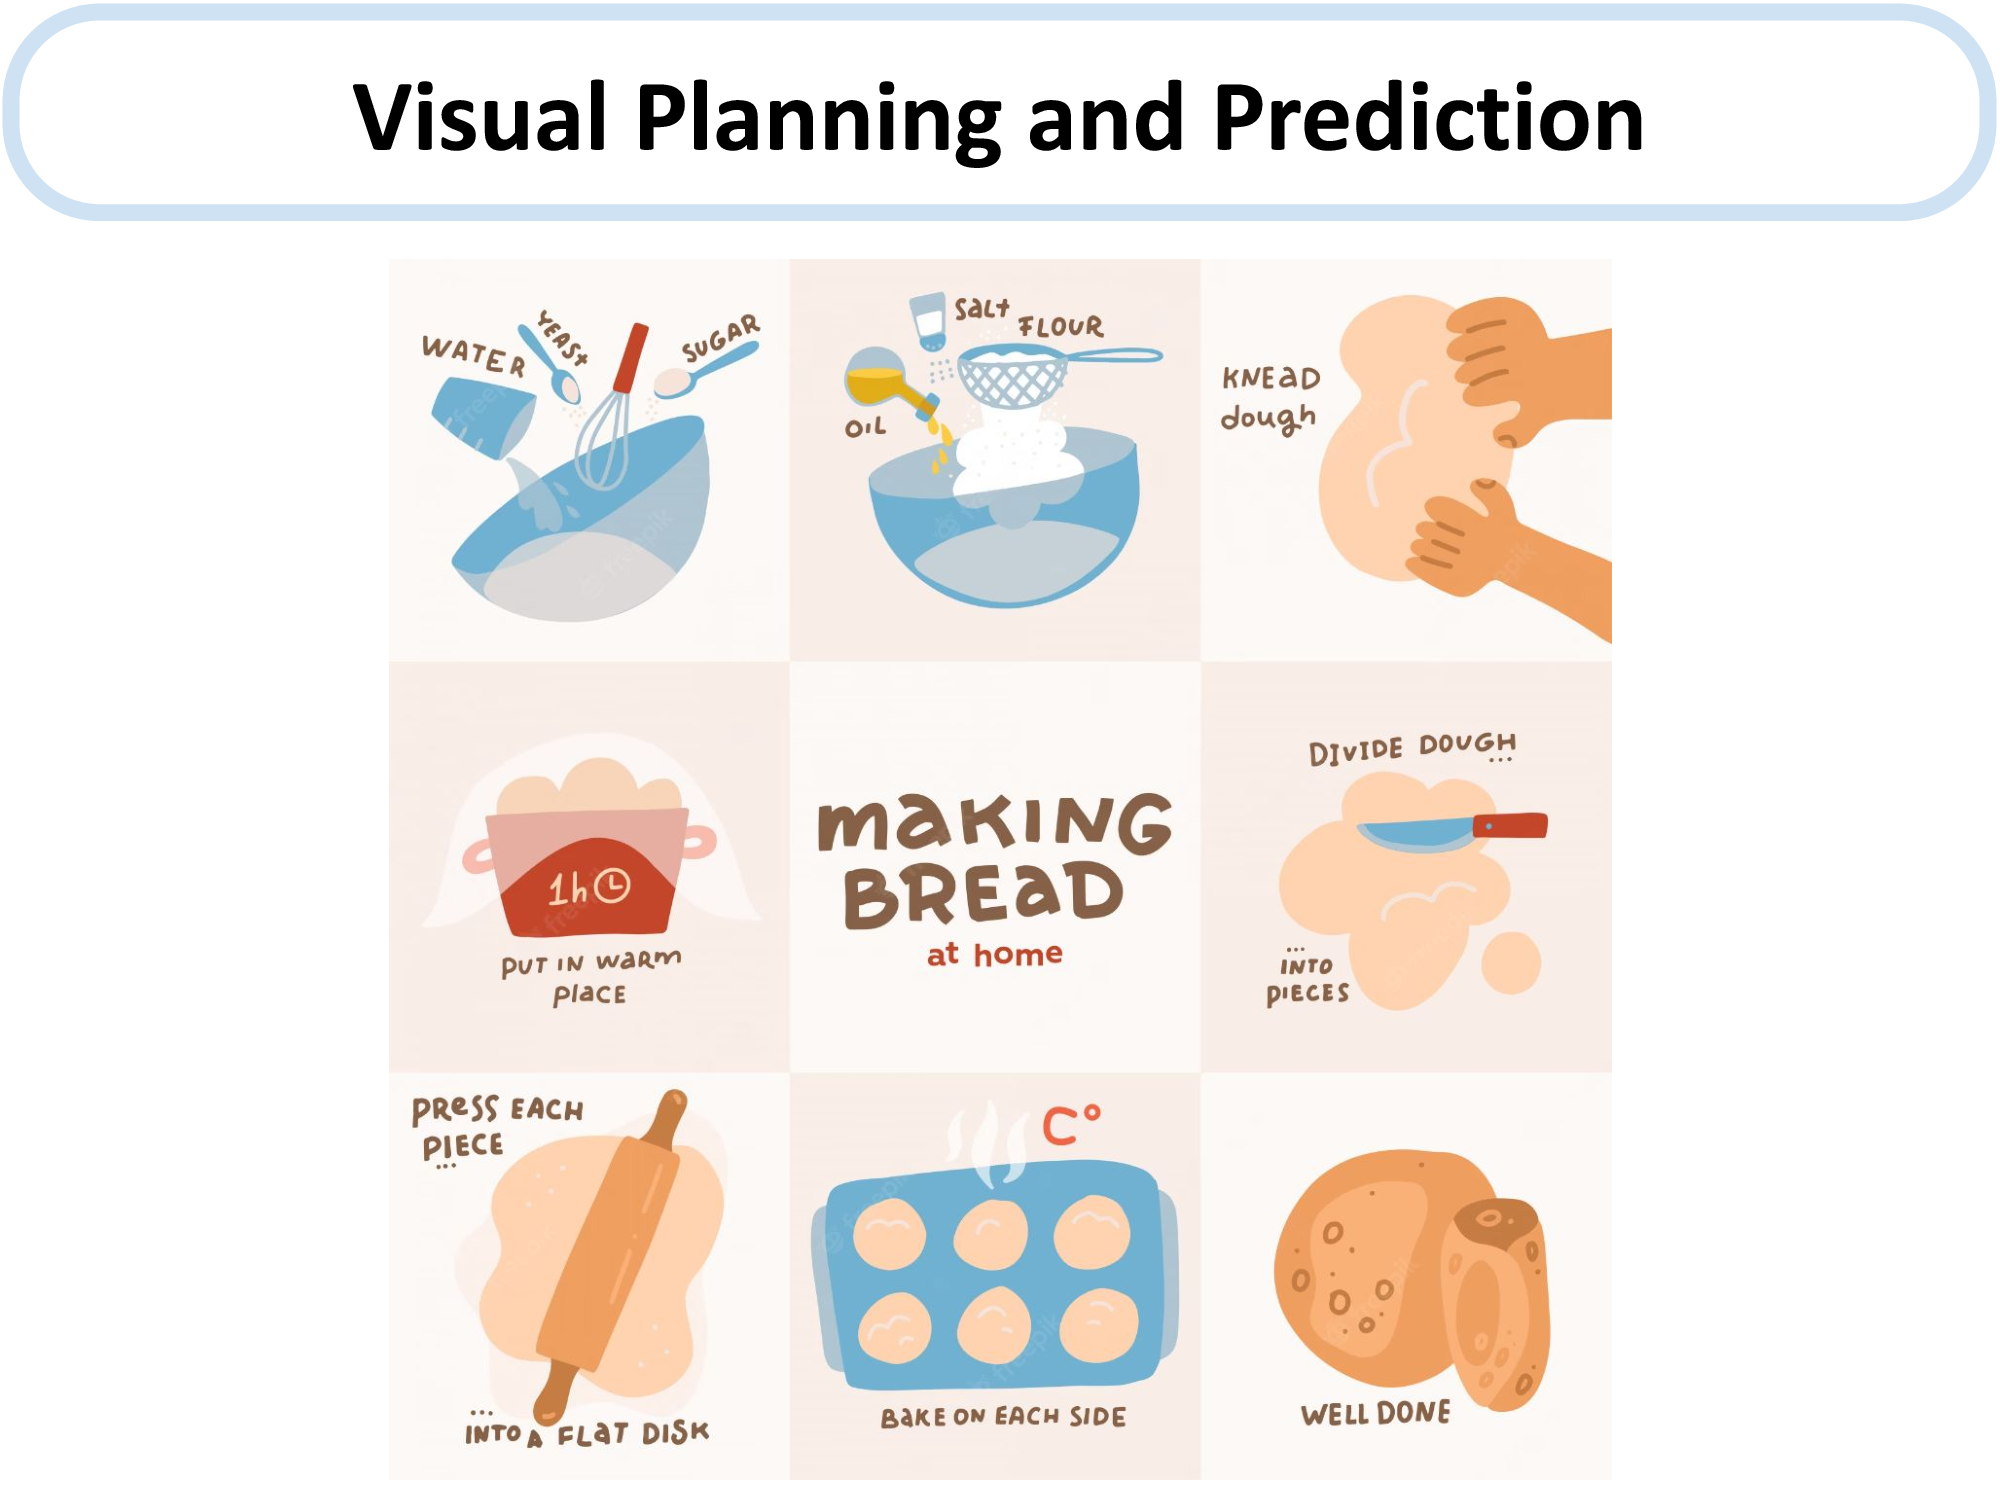 Visual Planning and Prediction
WATER
YEAST
SUGAR
SALT
FLOUR
OIL
KNEAD
dough
1h
PUT IN WARM
PLACE
MAKING
BREAD
at home
DIVIDE DOUGH
...
...
INTO
PIECES
PRESS EACH
PIECE
...
...
INTO A FLAT DISK
C°
BAKE ON EACH SIDE
WELL DONE
freepik